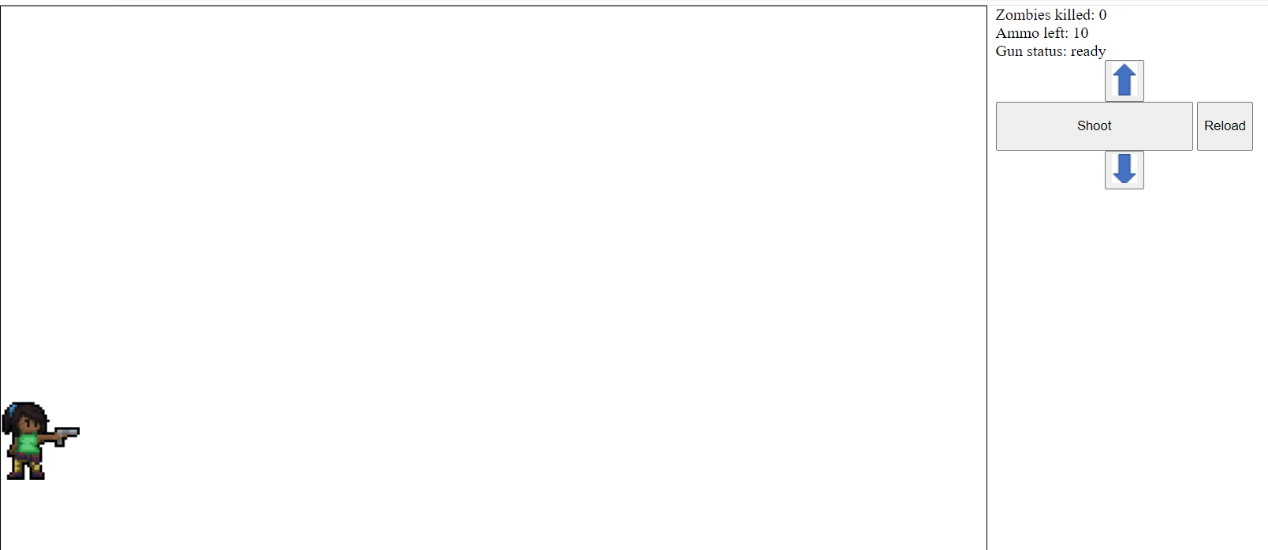 Zombies killed: 0
Ammo left: 10
Gun status: ready
Shoot
Reload